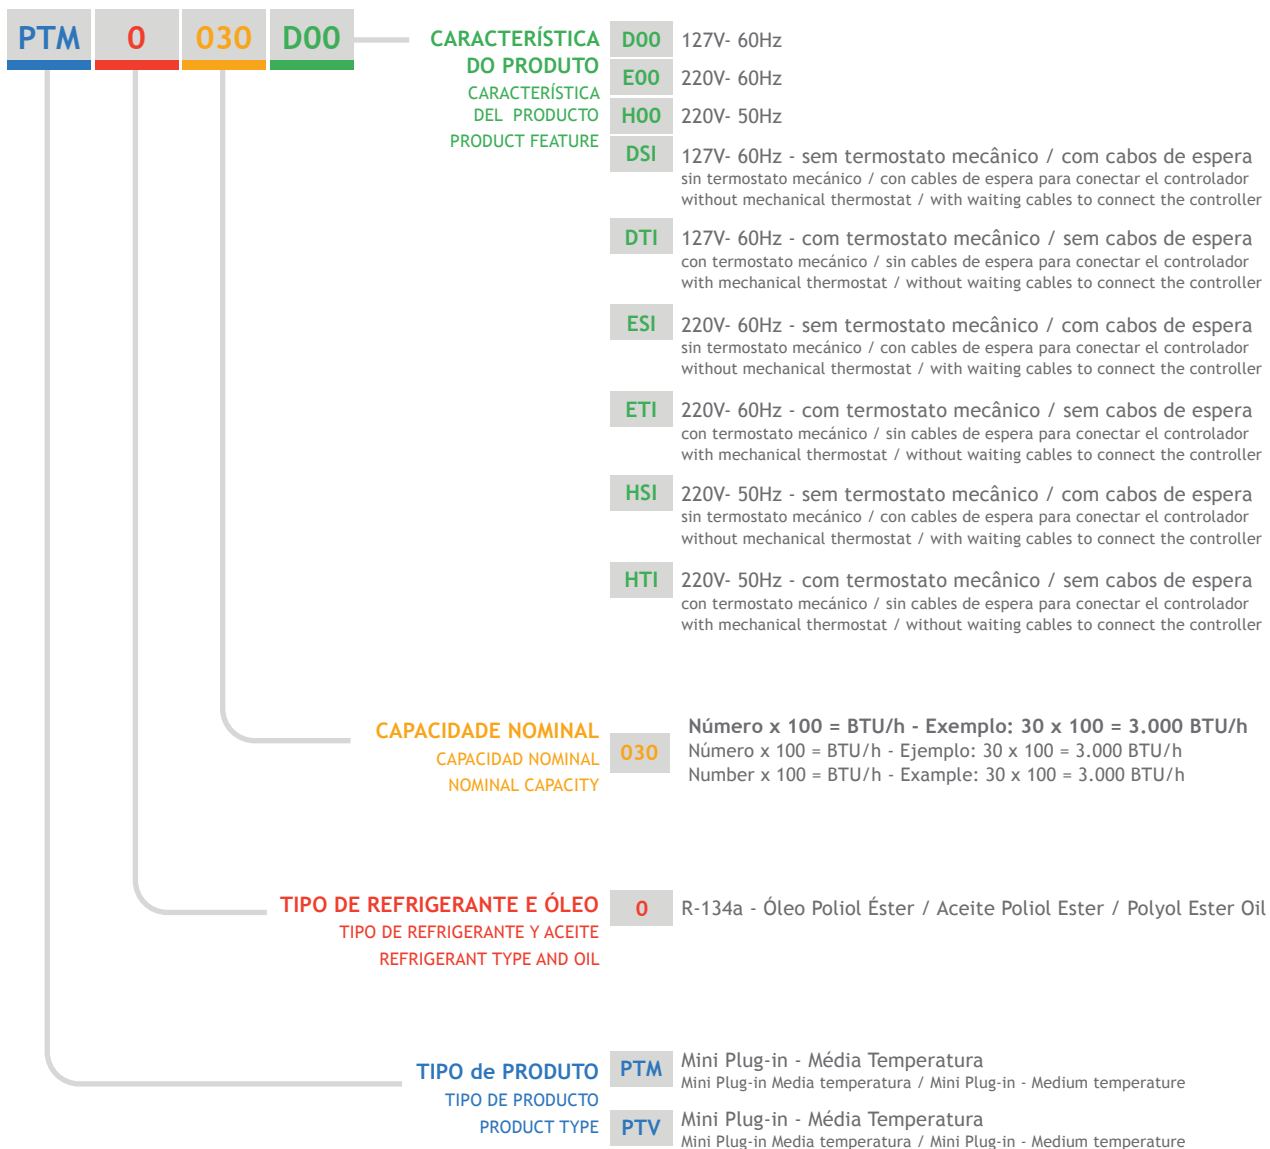 PTM 0 030 D00
CARACTERÍSTICA
DO PRODUTO
CARACTERÍSTICA
DEL PRODUCTO
PRODUCT FEATURE
D00 127V- 60Hz
E00 220V- 60Hz
H00 220V- 50Hz
DSI 127V- 60Hz - sem termostato mecânico / com cabos de espera
sin termostato mecánico / con cables de espera para conectar el controlador
without mechanical thermostat / with waiting cables to connect the controller
DTI 127V- 60Hz - com termostato mecânico / sem cabos de espera
con termostato mecánico / sin cables de espera para conectar el controlador
with mechanical thermostat / without waiting cables to connect the controller
ESI 220V- 60Hz - sem termostato mecânico / com cabos de espera
sin termostato mecánico / con cables de espera para conectar el controlador
without mechanical thermostat / with waiting cables to connect the controller
ETI 220V- 60Hz - com termostato mecânico / sem cabos de espera
con termostato mecánico / sin cables de espera para conectar el controlador
with mechanical thermostat / without waiting cables to connect the controller
HSI 220V- 50Hz - sem termostato mecânico / com cabos de espera
sin termostato mecánico / con cables de espera para conectar el controlador
without mechanical thermostat / with waiting cables to connect the controller
HTI 220V- 50Hz - com termostato mecânico / sem cabos de espera
con termostato mecánico / sin cables de espera para conectar el controlador
with mechanical thermostat / without waiting cables to connect the controller
CAPACIDADE NOMINAL
CAPACIDAD NOMINAL
NOMINAL CAPACITY
030
Número x 100 = BTU/h - Exemplo: 30 x 100 = 3.000 BTU/h
Número x 100 = BTU/h - Ejemplo: 30 x 100 = 3.000 BTU/h
Number x 100 = BTU/h - Example: 30 x 100 = 3.000 BTU/h
TIPO DE REFRIGERANTE E ÓLEO
TIPO DE REFRIGERANTE Y ACEITE
REFRIGERANT TYPE AND OIL
0 R-134a - Óleo Poliol Éster / Aceite Poliol Ester / Polyol Ester Oil
TIPO de PRODUTO
TIPO DE PRODUCTO
PRODUCT TYPE
PTM Mini Plug-in - Média Temperatura
Mini Plug-in Media temperatura / Mini Plug-in - Medium temperature
PTV Mini Plug-in - Média Temperatura
Mini Plug-in Media temperatura / Mini Plug-in - Medium temperature